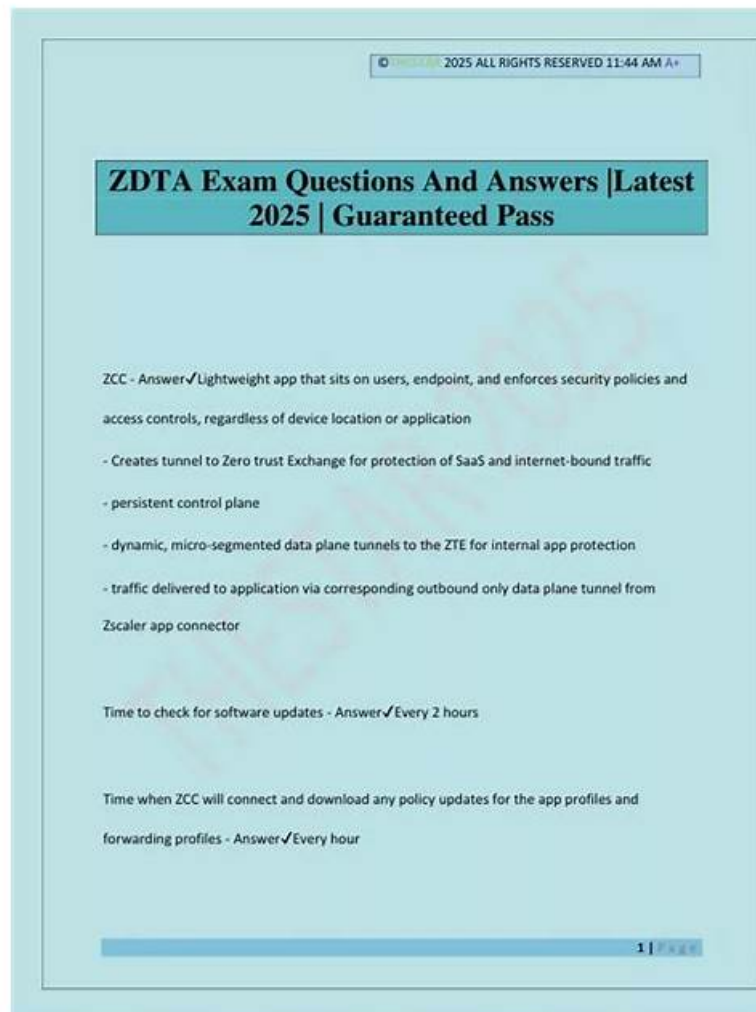 © THESTAR 2025 ALL RIGHTS RESERVED 11:44 AM A+
ZDTA Exam Questions And Answers |Latest
2025 | Guaranteed Pass
ZCC - Answer✓Lightweight app that sits on users, endpoint, and enforces security policies and
access controls, regardless of device location or application
- Creates tunnel to Zero trust Exchange for protection of SaaS and internet-bound traffic
- persistent control plane
- dynamic, micro-segmented data plane tunnels to the ZTE for internal app protection
- traffic delivered to application via corresponding outbound only data plane tunnel from
Zscaler app connector
Time to check for software updates - Answer✓Every 2 hours
Time when ZCC will connect and download any policy updates for the app profiles and
forwarding profiles - Answer✓Every hour
THESTAR 2025
1 | Page